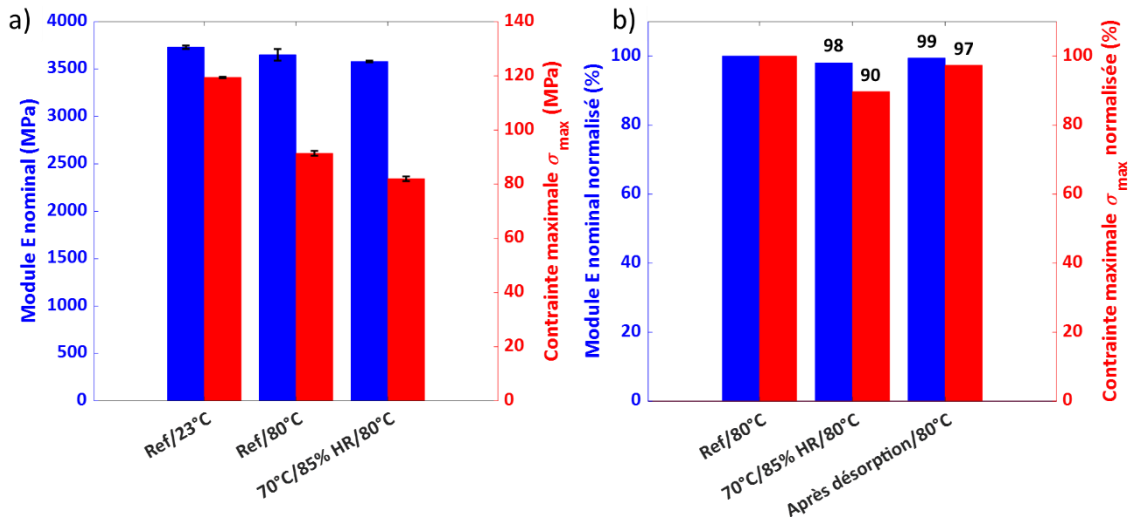 a)
4000
3500
3000
2500
2000
1500
1000
500
0
Module E nominal (MPa)
140
120
100
80
60
40
20
0
Contrainte maximale σmax (MPa)
Ref/23°C
Ref/80°C
70°C/85% HR/80°C
b)
100
80
60
40
20
0
Module E nominal normalisé (%)
98
90
99
97
100
80
60
40
20
0
Contrainte maximale σmax normalisée (%)
Ref/80°C
70°C/85% HR/80°C
Après désorption/80°C